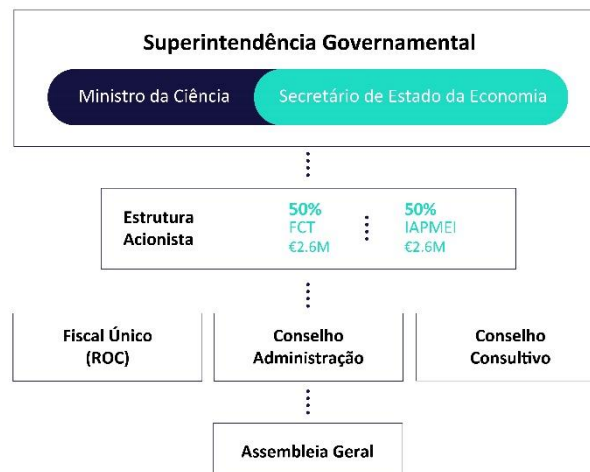 Superintendência Governamental
Ministro da Ciência
Secretário de Estado da Economia
Estrutura
Acionista
50%
FCT
€2.6M
50%
IAPMEI
€2.6M
Fiscal Único
(ROC)
Conselho
Administração
Conselho
Consultivo
Assembleia Geral